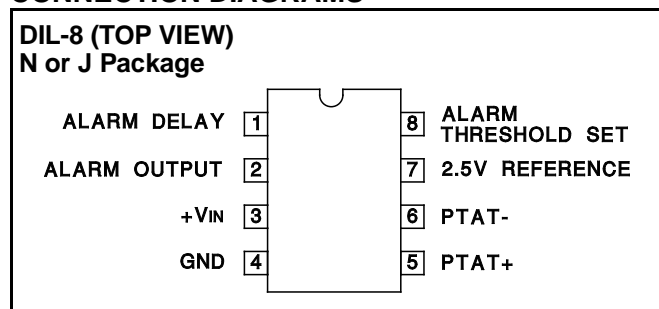 CONNECTION DIAGRAMS
DIL-8 (TOP VIEW)
N or J Package
ALARM DELAY 1
8 ALARM THRESHOLD SET
ALARM OUTPUT 2
7 2.5V REFERENCE
+VIN 3
6 PTAT-
GND 4
5 PTAT+